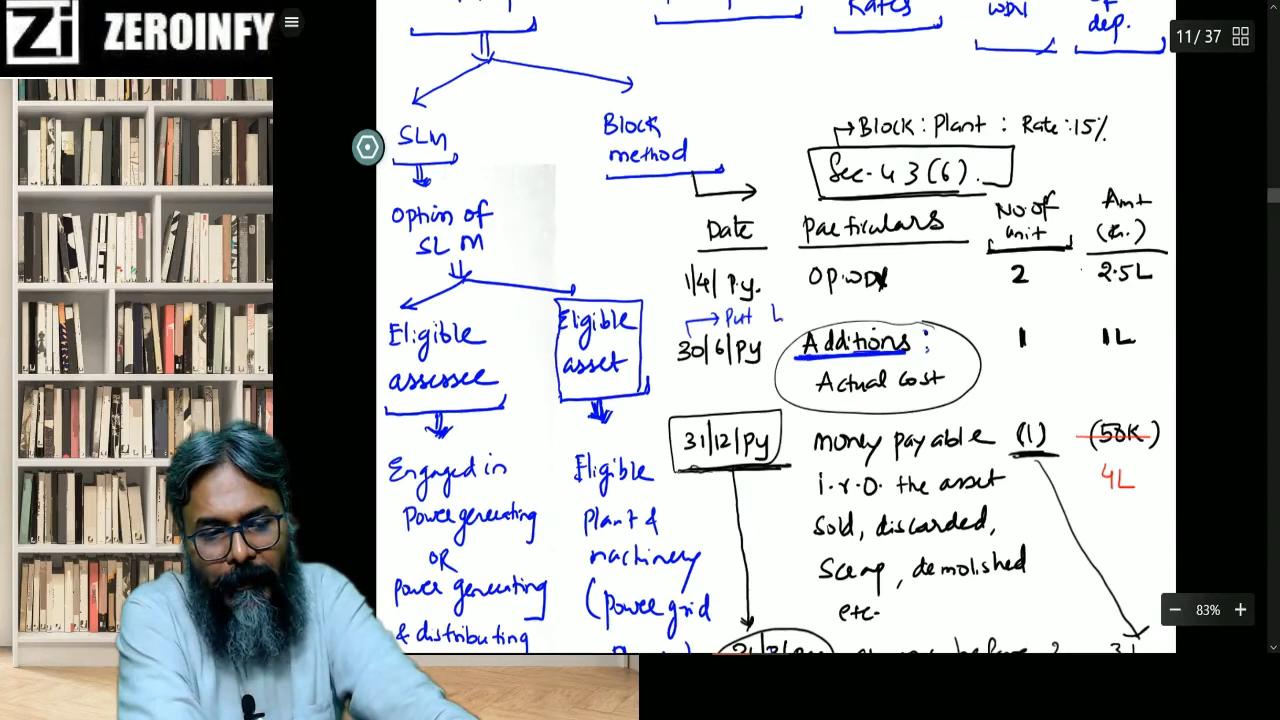 Zi ZEROINFY
11/37
Rates
WDV
dep.
SLM
Block
method
Block : Plant : Rate : 15%
Sec. 43(6).
Option of
SLM
Date
Particulars
No. of
unit
Amt
(Rs.)
1/4/P.Y.
OP WDV
2
2.5L
Eligible
assessee
Eligible
asset
Put
30/6/PY
Additions :
Actual cost
1
1L
31/12/PY
money payable
i.r.o. the asset
sold, discarded,
Scrap, demolished
etc.
(1)
(50K)
4L
Engaged in
Power generating
OR
Power generating
& distributing
Eligible
plant &
machinery
(power grid
83%